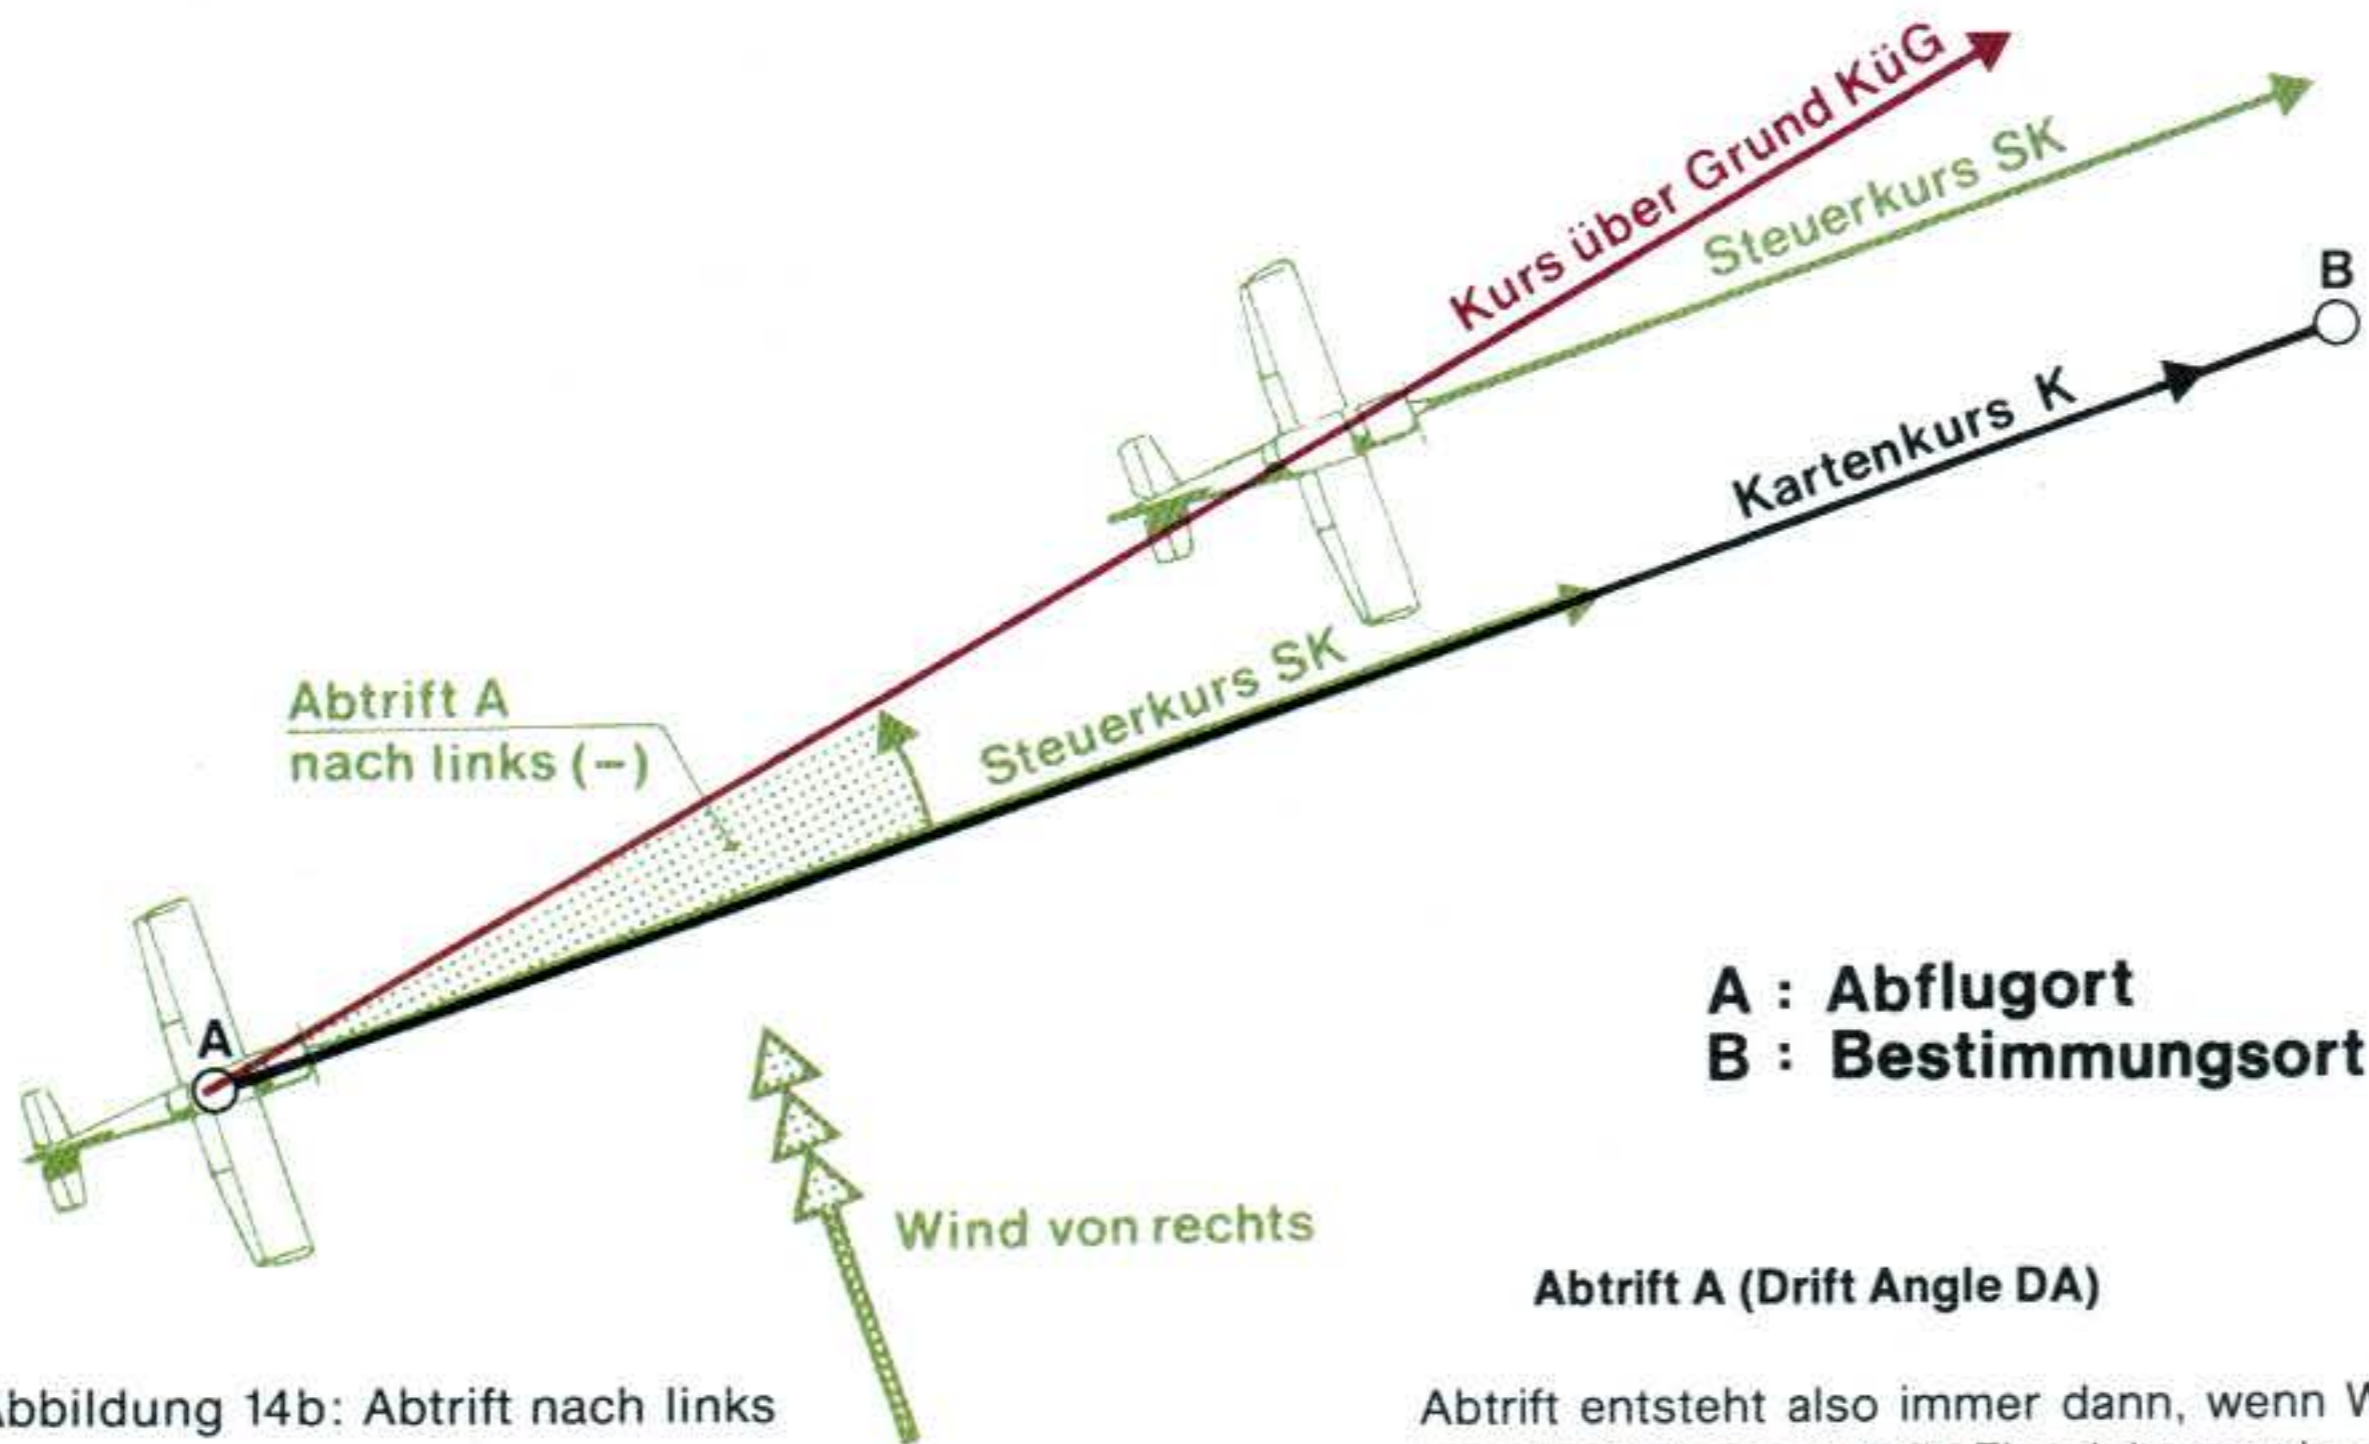 Kurs über Grund KüG
Steuerkurs SK
B
Kartenkurs K
Steuerkurs SK
Abtrift A
nach links (–)
A
A : Abflugort
B : Bestimmungsort
Wind von rechts
Abtrift A (Drift Angle DA)
Abbildung 14b: Abtrift nach links
Abtrift entsteht also immer dann, wenn W